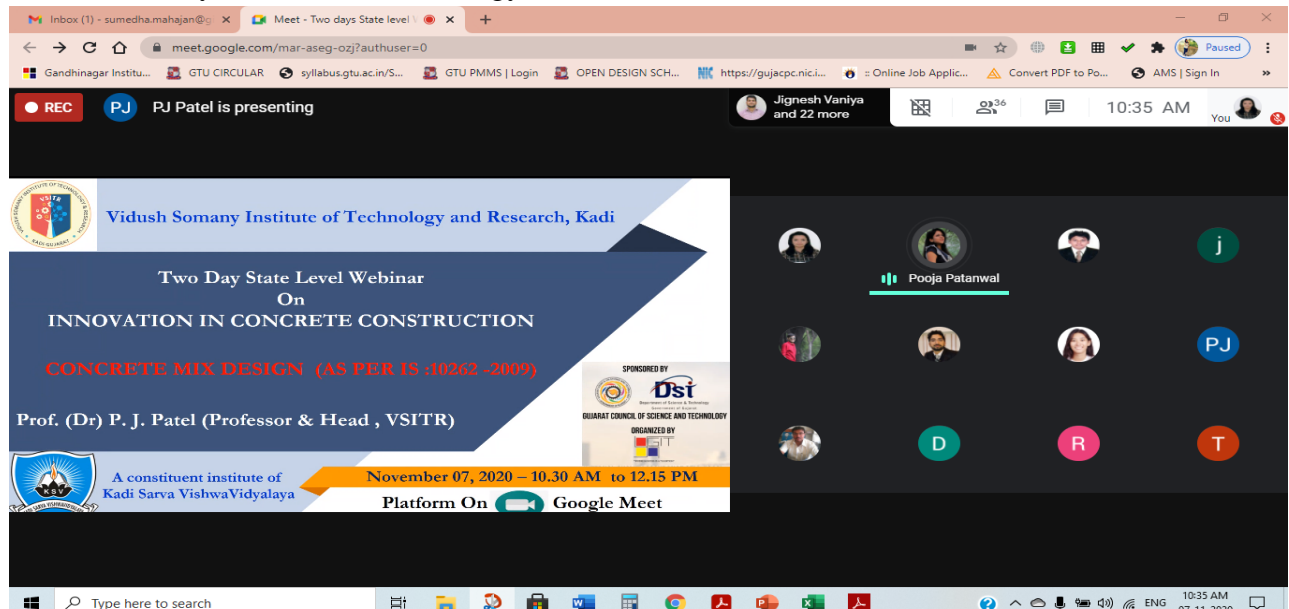 Inbox (1) - sumedha.mahajan@g
Meet - Two days State level
meet.google.com/mar-aseg-ozj?authuser=0
Paused
Gandhinagar Institu...
GTU CIRCULAR
syllabus.gtu.ac.in/S...
GTU PMMS | Login
OPEN DESIGN SCH...
https://gujacpc.nic.i...
:: Online Job Applic...
Convert PDF to Po...
AMS | Sign In
»
REC
PJ
PJ Patel is presenting
Jignesh Vaniya
and 22 more
36
10:35 AM
You
VSITR
Vidush Somany Institute of Technology and Research, Kadi
Two Day State Level Webinar
On
INNOVATION IN CONCRETE CONSTRUCTION
CONCRETE MIX DESIGN (AS PER IS :10262 -2009)
Prof. (Dr) P. J. Patel (Professor & Head , VSITR)
SPONSORED BY
Dst
GUJARAT COUNCIL OF SCIENCE AND TECHNOLOGY
ORGANIZED BY
KSV
A constituent institute of
Kadi Sarva VishwaVidyalaya
November 07, 2020 – 10.30 AM to 12.15 PM
Platform On
Google Meet
Pooja Patanwal
j
PJ
D
R
T
Type here to search
ENG
10:35 AM
07-11-2020